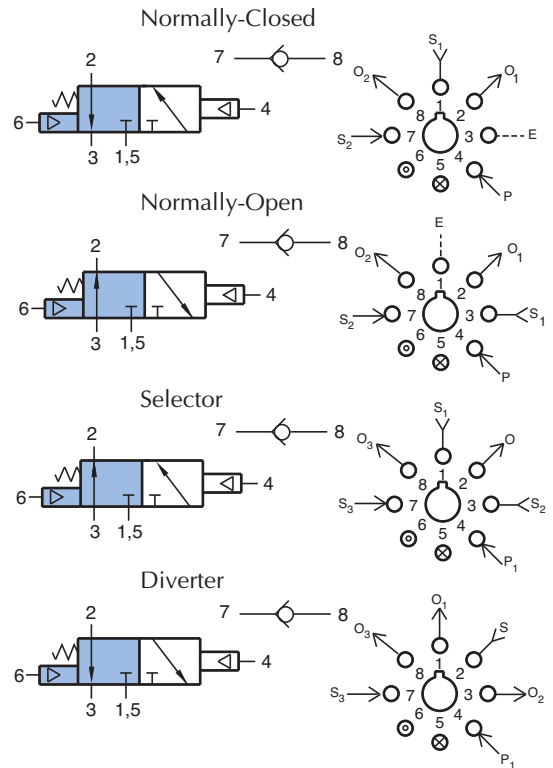 Normally-Closed
2
7 8
6 4
3 1,5
S1
O2 O1
8 1 2
S2 7 3 E
6 5 4
P
Normally-Open
2
7 8
6 4
3 1,5
E
O2 O1
8 1 2
S2 7 3 S1
6 5 4
P
Selector
2
7 8
6 4
3 1,5
S1
O3 O
8 1 2
S3 7 3 S2
6 5 4
P1
Diverter
2
7 8
6 4
3 1,5
O1
O3 S
8 1 2
S3 7 3 O2
6 5 4
P1